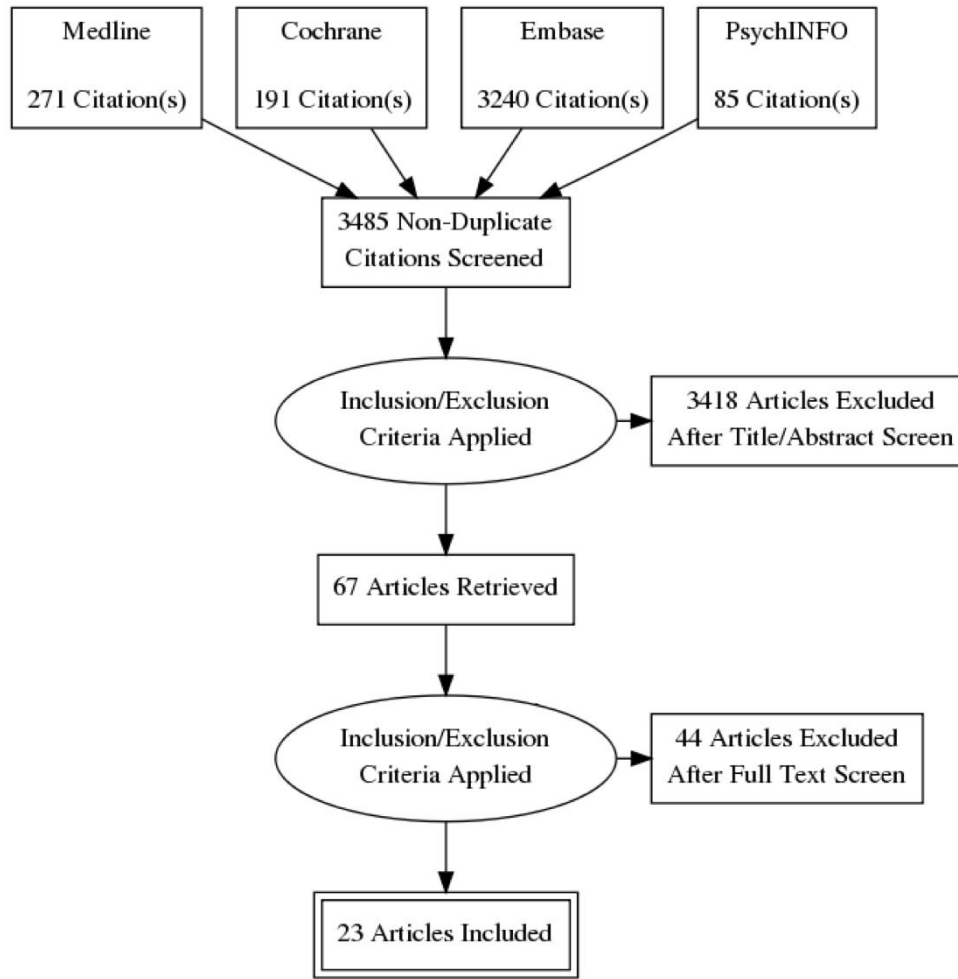 Medline
271 Citation(s)
Cochrane
191 Citation(s)
Embase
3240 Citation(s)
PsychINFO
85 Citation(s)
3485 Non-Duplicate
Citations Screened
Inclusion/Exclusion
Criteria Applied
3418 Articles Excluded
After Title/Abstract Screen
67 Articles Retrieved
Inclusion/Exclusion
Criteria Applied
44 Articles Excluded
After Full Text Screen
23 Articles Included